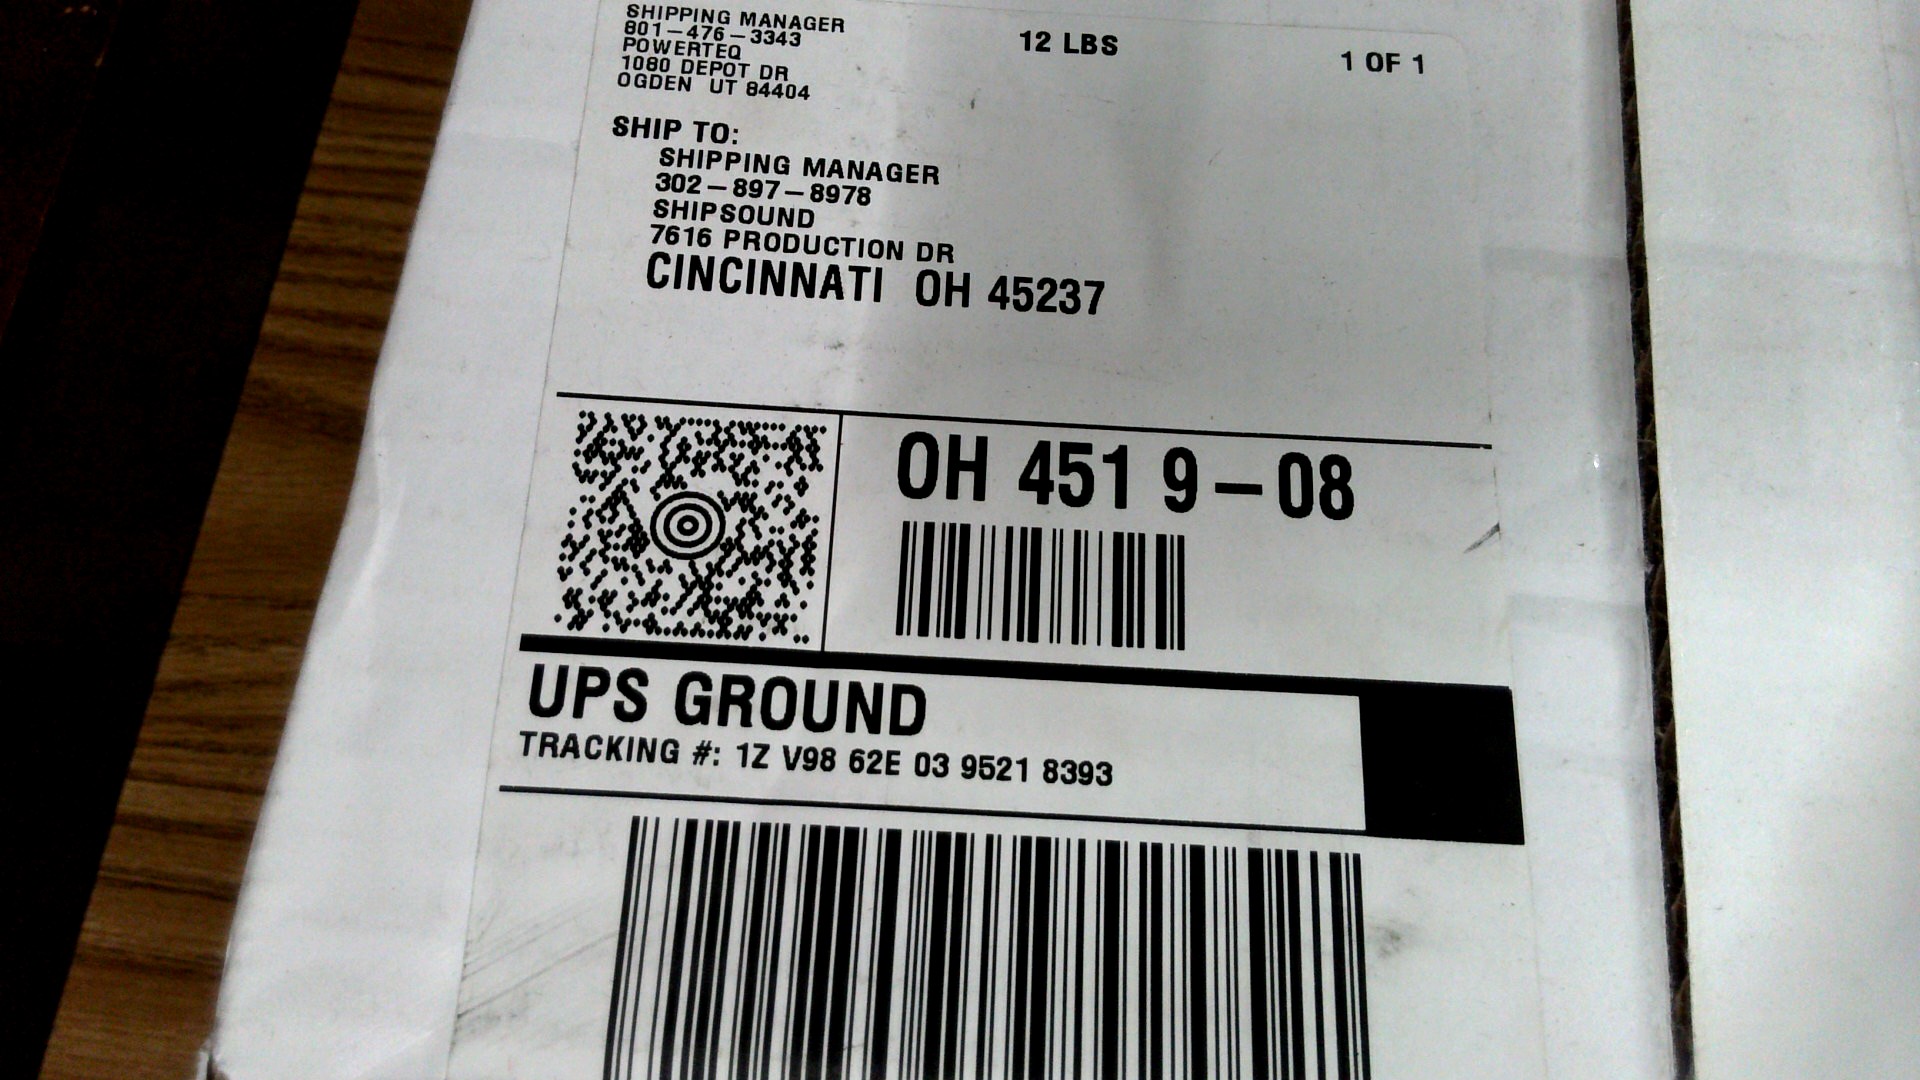 SHIPPING MANAGER
801-476-3343
POWERTEQ
1080 DEPOT DR
OGDEN UT 84404
12 LBS
1 OF 1
SHIP TO:
SHIPPING MANAGER
302-897-8978
SHIPSOUND
7616 PRODUCTION DR
CINCINNATI OH 45237
OH 451 9-08
UPS GROUND
TRACKING #: 1Z V98 62E 03 9521 8393